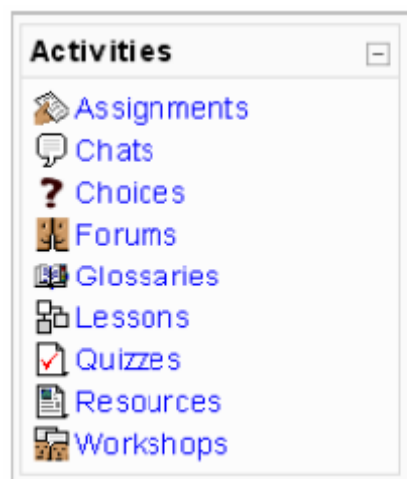 Activities
Assignments
Chats
Choices
Forums
Glossaries
Lessons
Quizzes
Resources
Workshops